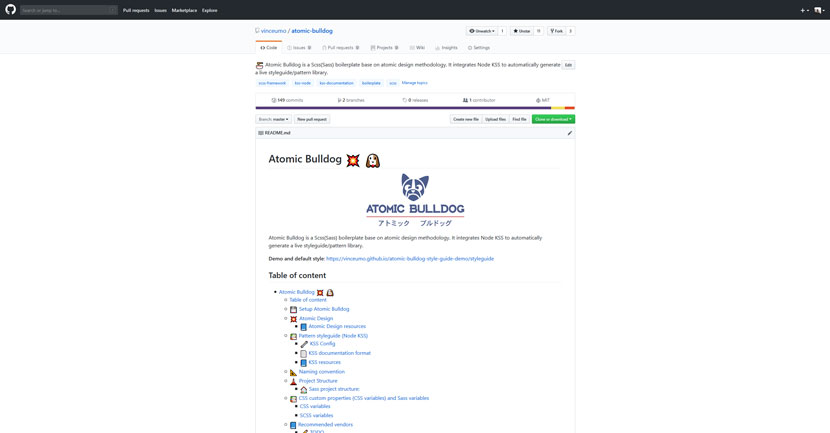 Search or jump to...
Pull requests Issues Marketplace Explore
vinceumo / atomic-bulldog
Unwatch 1 Unstar 11 Fork 3
Code Issues 0 Pull requests 0 Projects 0 Wiki Insights Settings
Atomic Bulldog is a Scss(Sass) boilerplate base on atomic design methodology. It integrates Node KSS to automatically generate Edit
a live styleguide/pattern library.
scss-framework kss-node kss-documentation boilerplate scss Manage topics
149 commits 2 branches 0 releases 1 contributor MIT
Branch: master New pull request Create new file Upload files Find file Clone or download
README.md
Atomic Bulldog
ATOMIC BULLDOG
アトミック ブルドッグ
Atomic Bulldog is a Scss(Sass) boilerplate base on atomic design methodology. It integrates Node KSS to automatically
generate a live styleguide/pattern library.
Demo and default style: https://vinceumo.github.io/atomic-bulldog-style-guide-demo/styleguide
Table of content
Atomic Bulldog
Table of content
Setup Atomic Bulldog
Atomic Design
Atomic Design resources
Pattern styleguide (Node KSS)
KSS Config
KSS documentation format
KSS resources
Naming convention
Project Structure
Sass project structure:
CSS custom properties (CSS variables) and Sass variables
CSS variables
SCSS variables
Recommended vendors
TODO